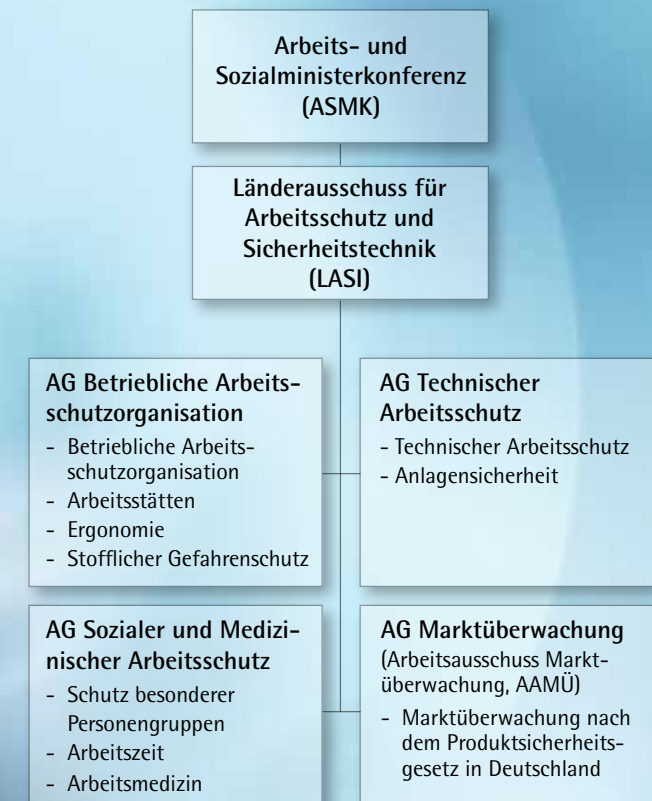 Arbeits- und
Sozialministerkonferenz
(ASMK)
Länderausschuss für
Arbeitsschutz und
Sicherheitstechnik
(LASI)
AG Betriebliche Arbeits-
schutzorganisation
- Betriebliche Arbeits-
schutzorganisation
- Arbeitsstätten
- Ergonomie
- Stofflicher Gefahrenschutz
AG Technischer
Arbeitsschutz
- Technischer Arbeitsschutz
- Anlagensicherheit
AG Sozialer und Medizi-
nischer Arbeitsschutz
- Schutz besonderer
Personengruppen
- Arbeitszeit
- Arbeitsmedizin
AG Marktüberwachung
(Arbeitsausschuss Markt-
überwachung, AAMÜ)
- Marktüberwachung nach
dem Produktsicherheits-
gesetz in Deutschland